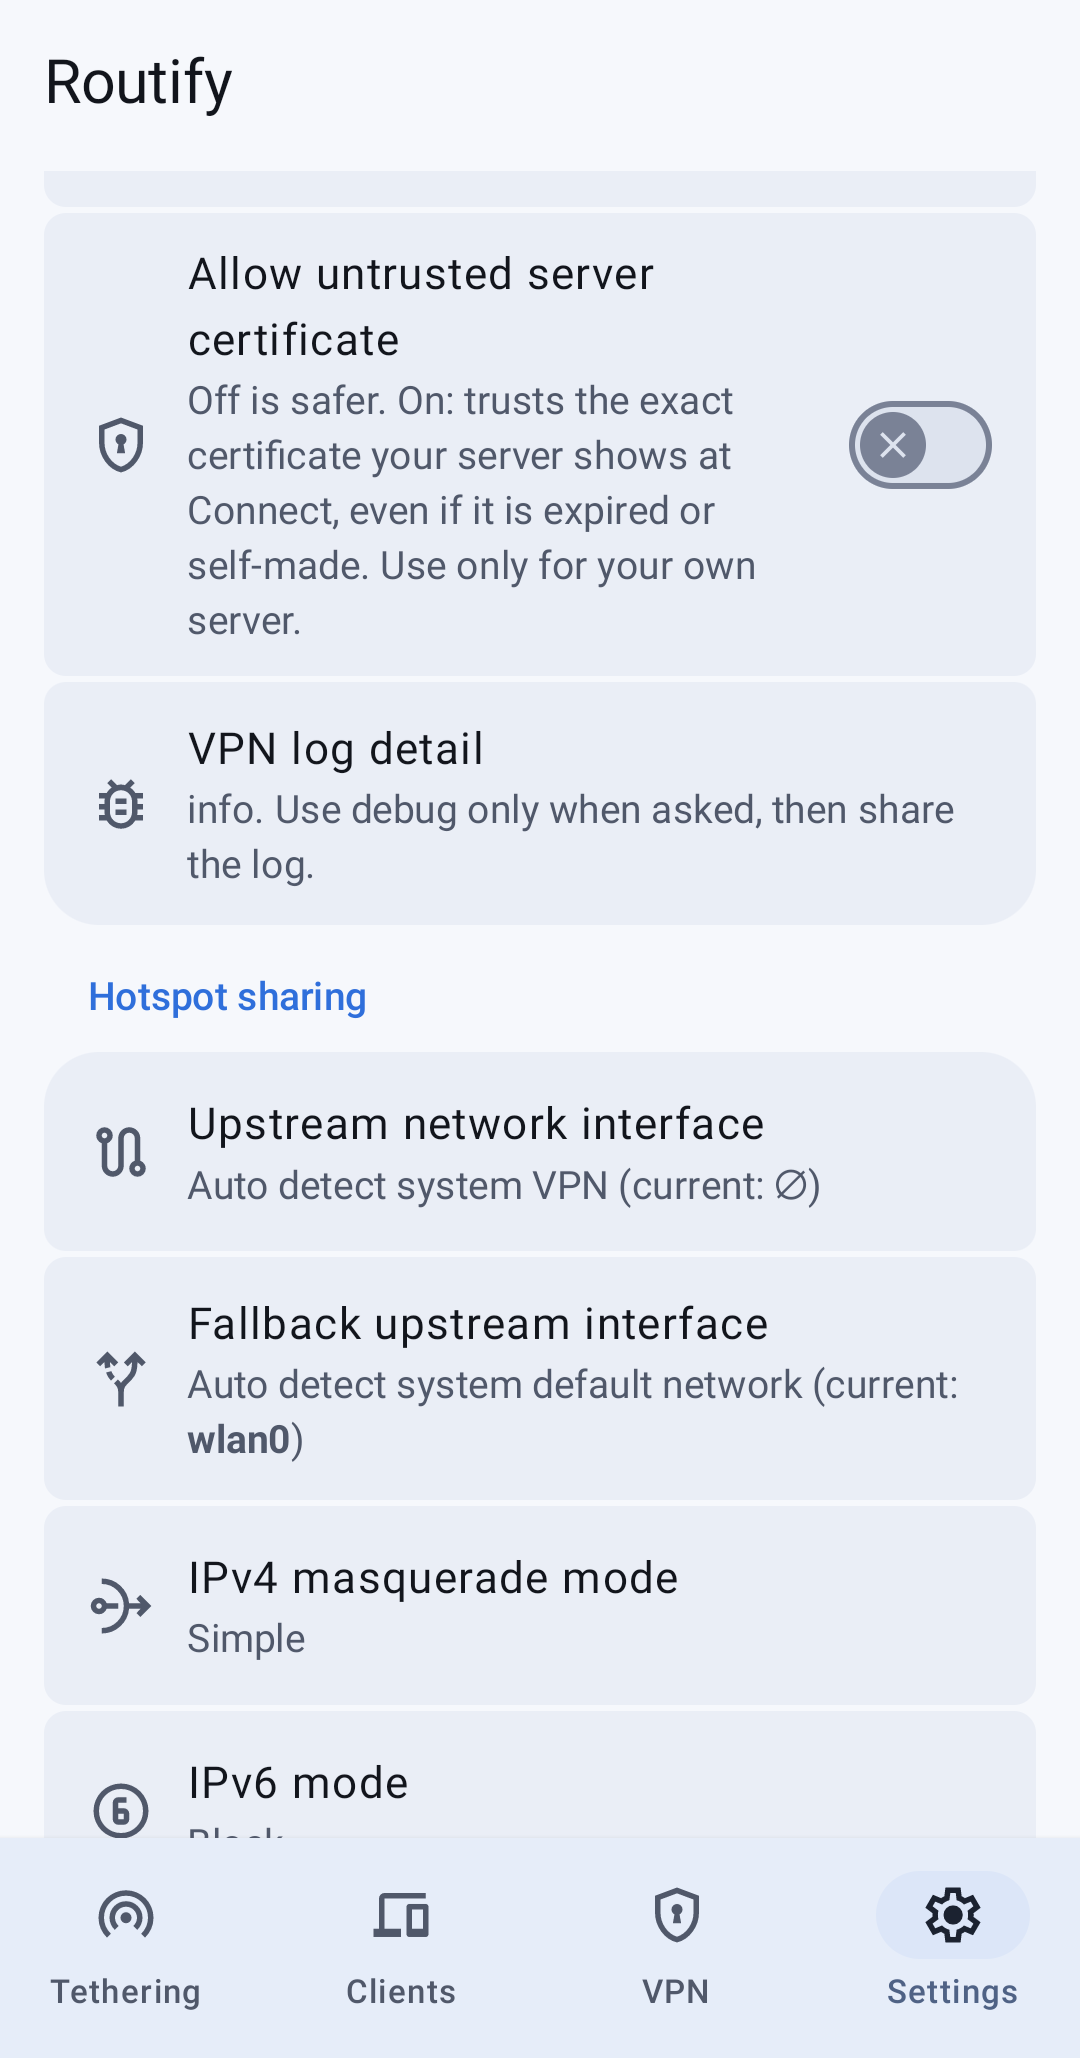 Routify
Allow untrusted server
certificate
Off is safer. On: trusts the exact
certificate your server shows at
Connect, even if it is expired or
self-made. Use only for your own
server.
VPN log detail
info. Use debug only when asked, then share
the log.
Hotspot sharing
Upstream network interface
Auto detect system VPN (current: ∅)
Fallback upstream interface
Auto detect system default network (current:
wlan0)
IPv4 masquerade mode
Simple
IPv6 mode
Block
Tethering
Clients
VPN
Settings